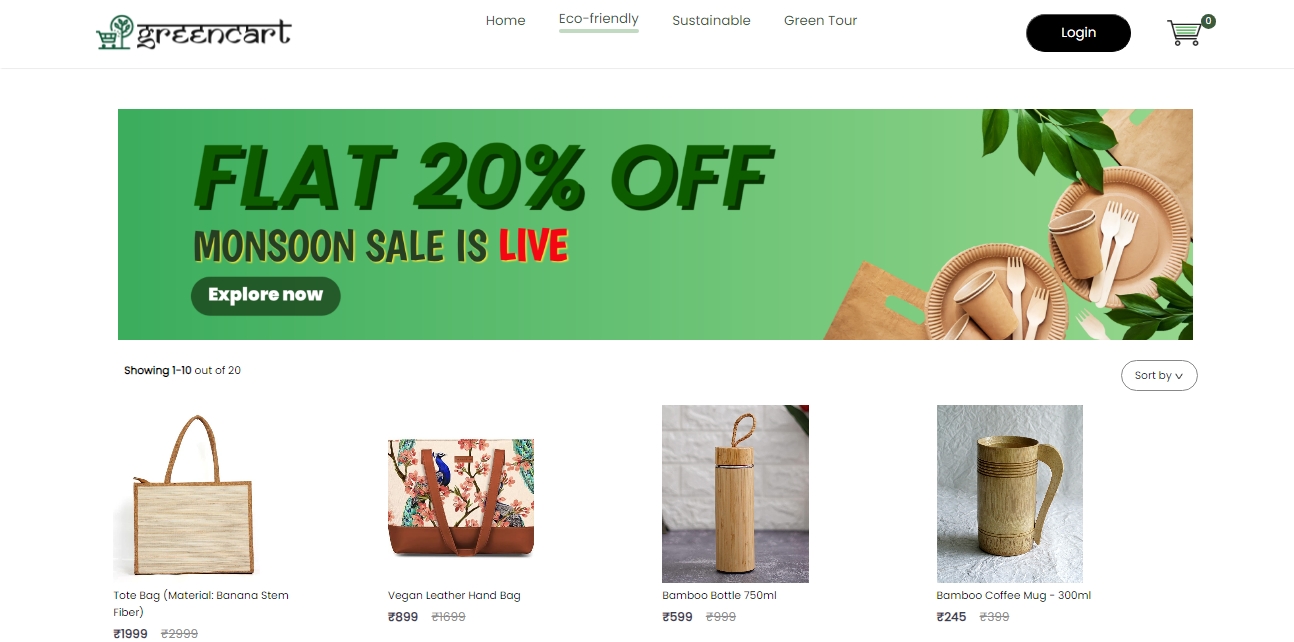 greencart
Home
Eco-friendly
Sustainable
Green Tour
Login
0
FLAT 20% OFF
MONSOON SALE IS LIVE
Explore now
Showing 1-10 out of 20
Sort by
Tote Bag (Material: Banana Stem
Fiber)
₹1999 ₹2999
Vegan Leather Hand Bag
₹899 ₹1699
Bamboo Bottle 750ml
₹599 ₹999
Bamboo Coffee Mug - 300ml
₹245 ₹399